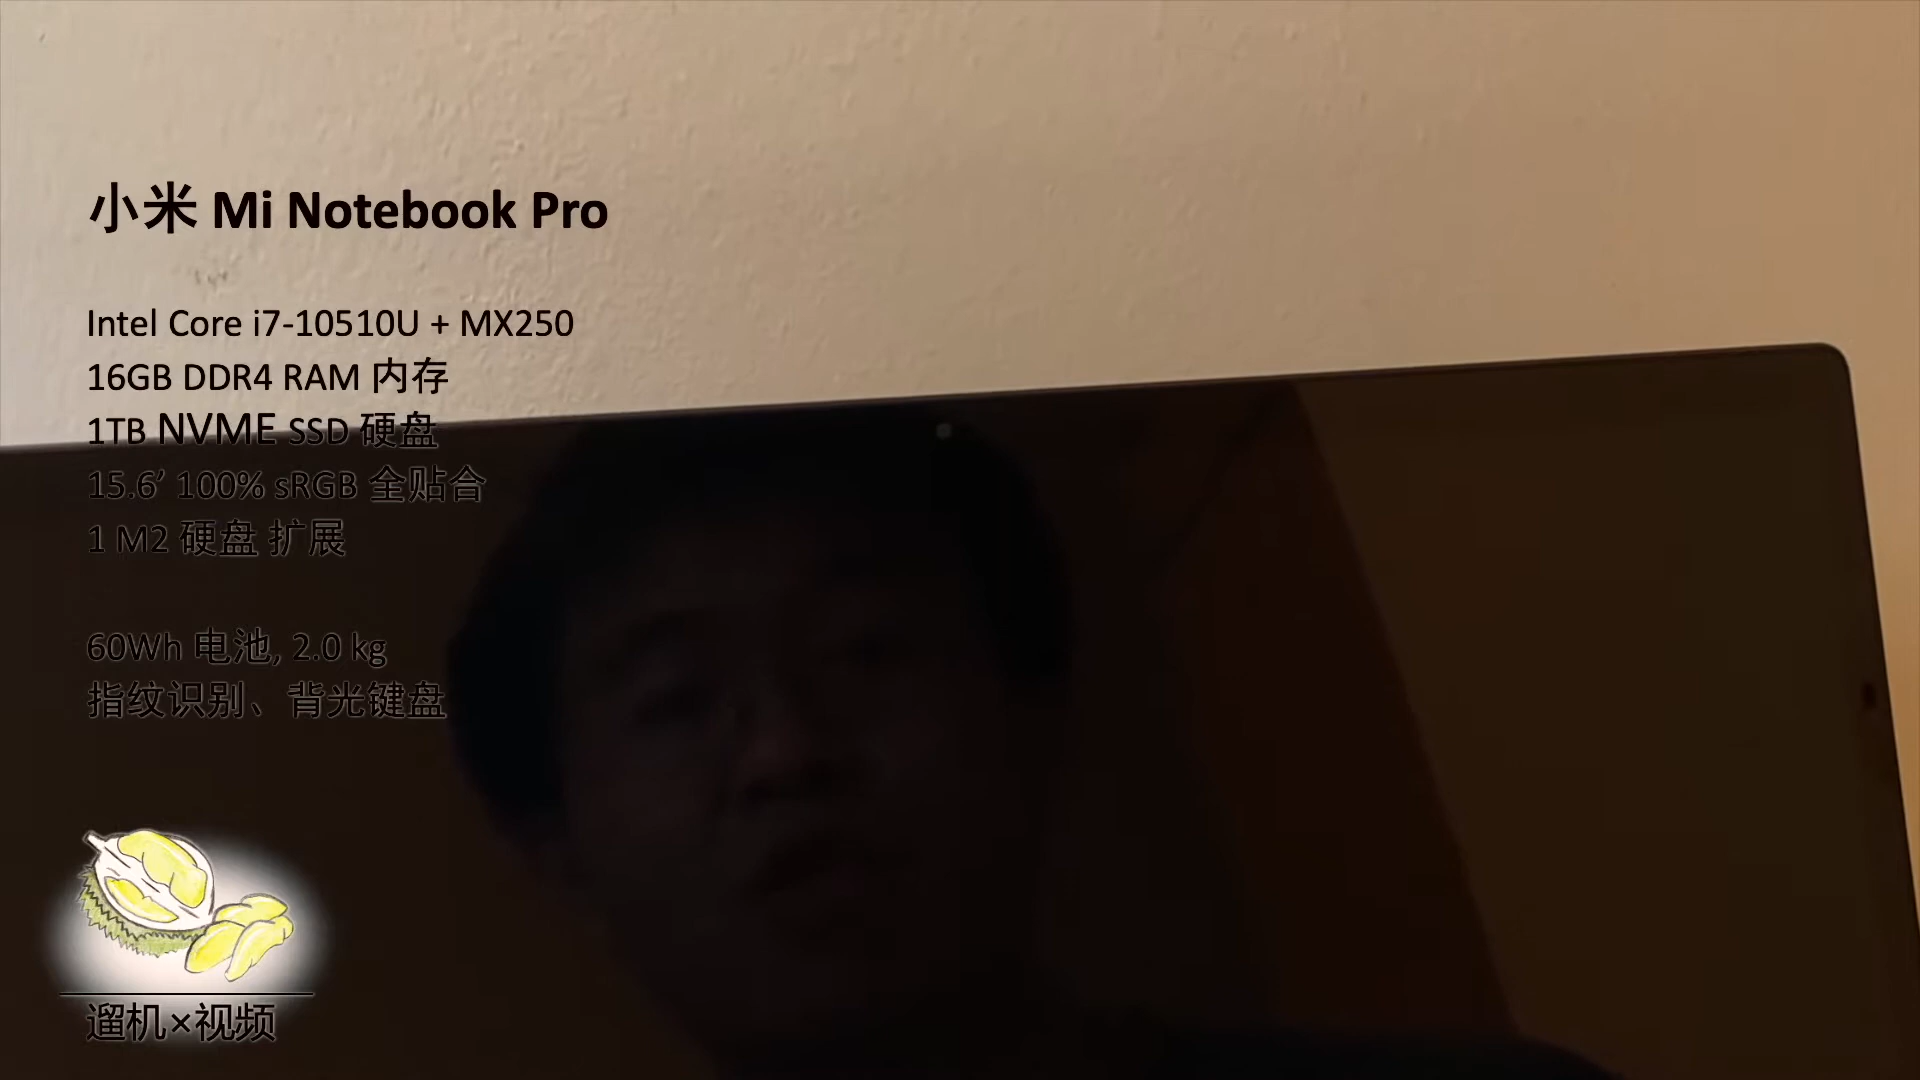 小米 Mi Notebook Pro
Intel Core i7-10510U + MX250
16GB DDR4 RAM 内存
1TB NVME SSD 硬盘
15.6’ 100% sRGB 全贴合
1 M2 硬盘 扩展
60Wh 电池, 2.0 kg
指纹识别、背光键盘
遛机×视频